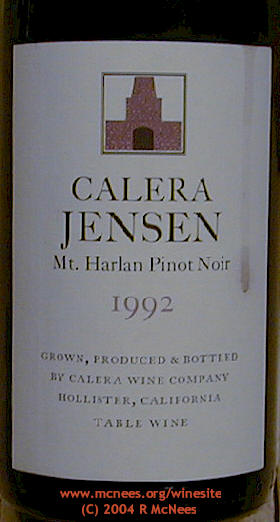 CALERA
JENSEN
Mt. Harlan Pinot Noir
1992
GROWN, PRODUCED & BOTTLED
BY CALERA WINE COMPANY
HOLLISTER, CALIFORNIA
TABLE WINE
www.mcnees.org/winesite
(C) 2004 R McNees